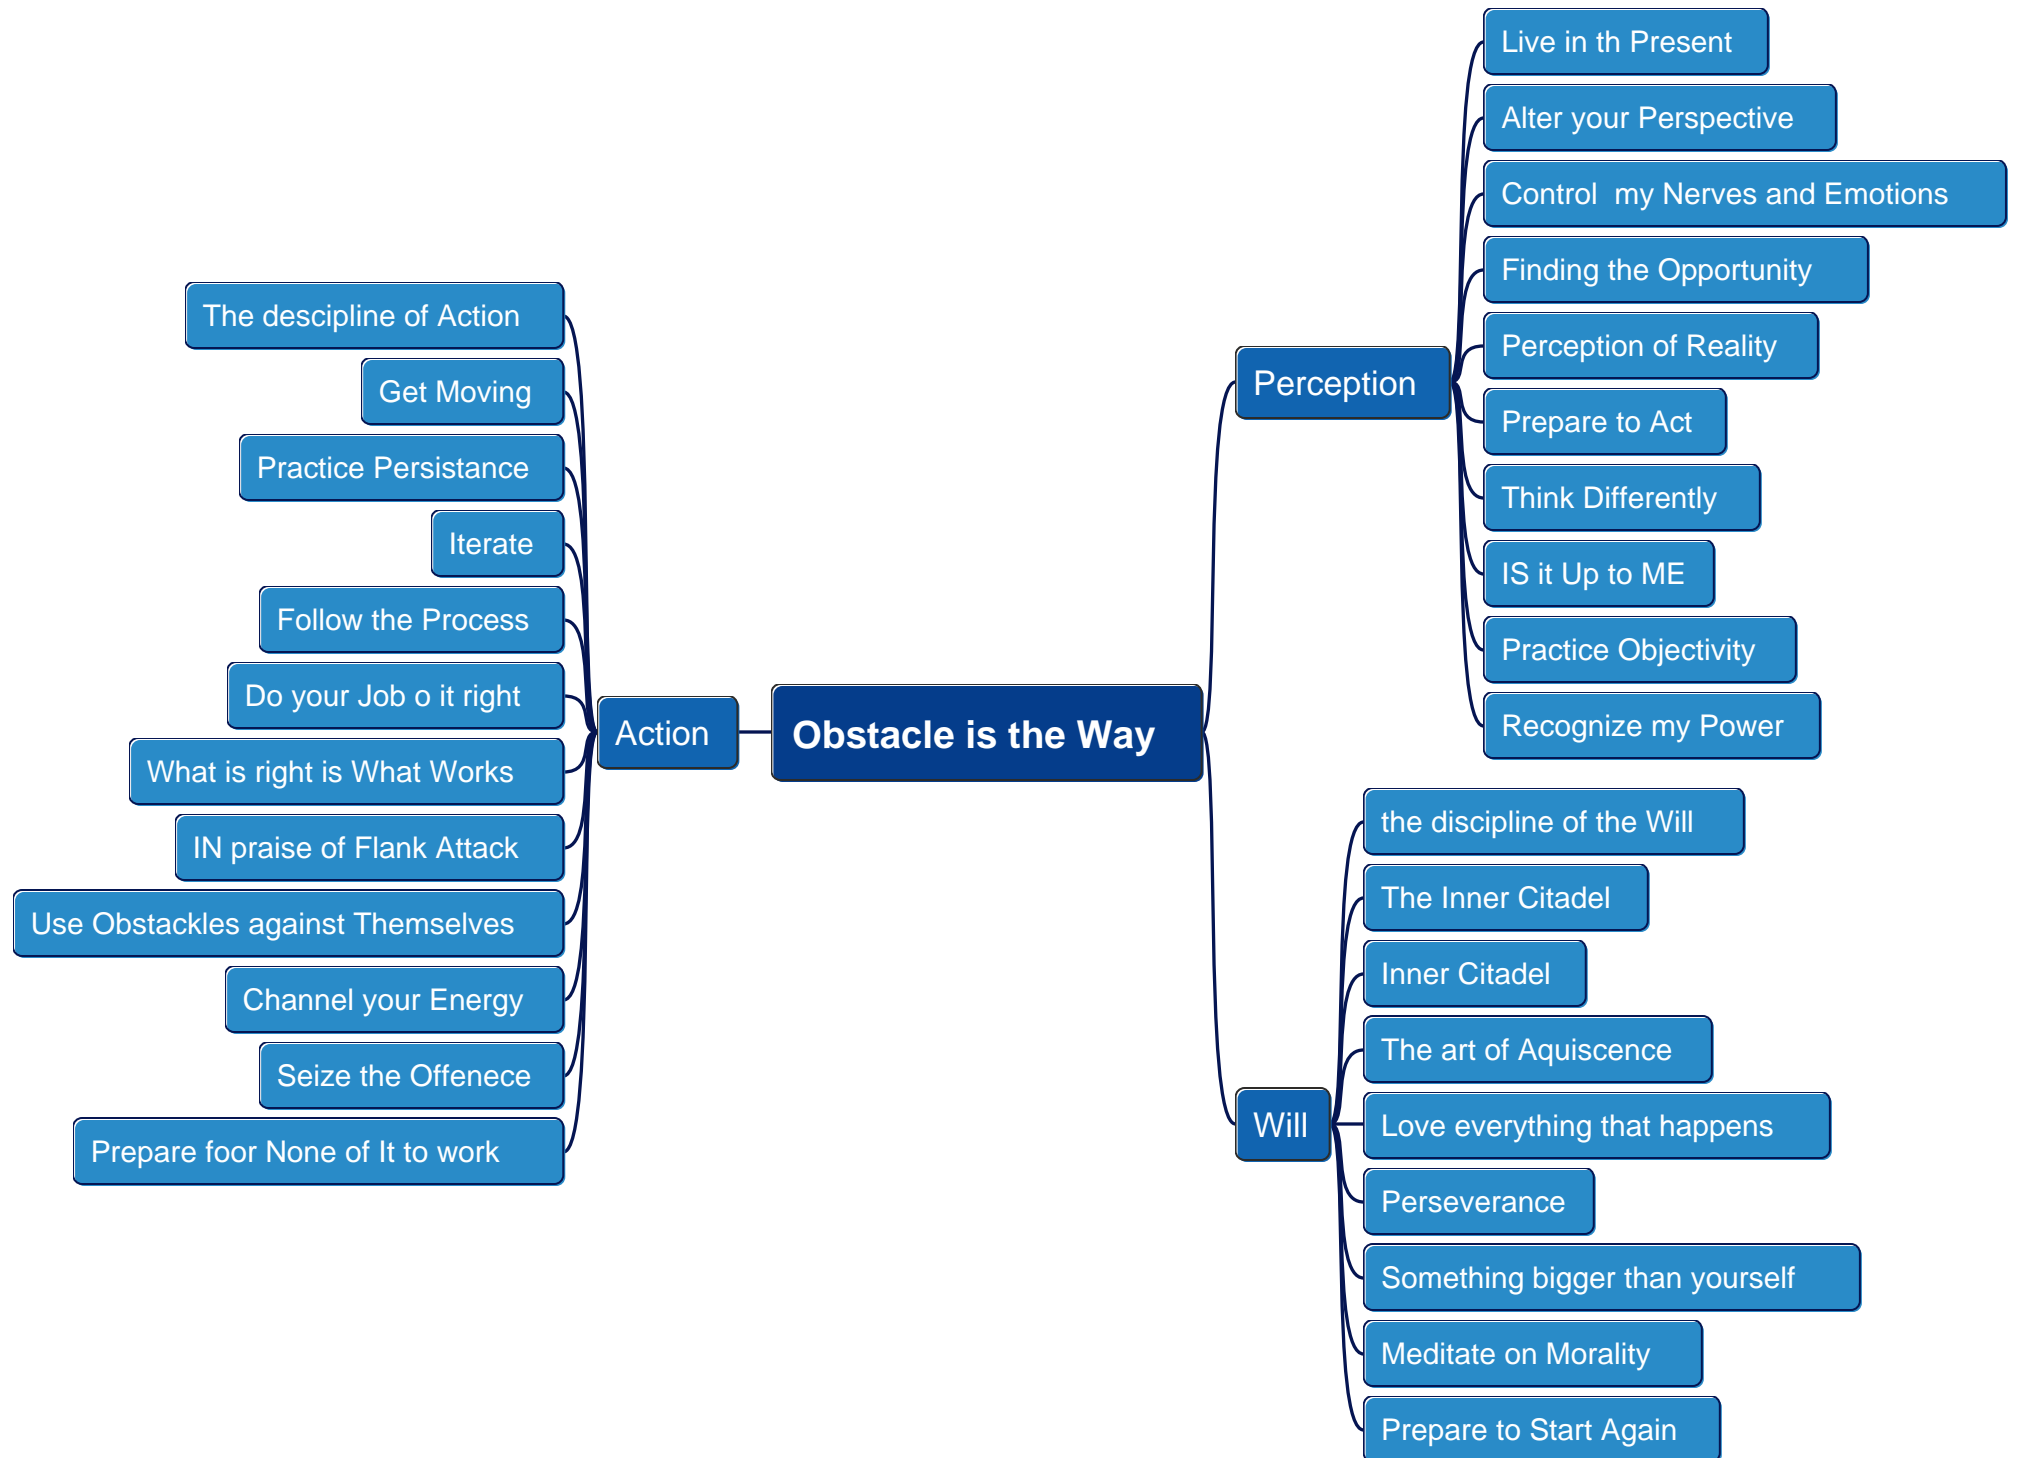 Obstacle is the Way
Perception
Live in th Present
Alter your Perspective
Control  my Nerves and Emotions
Finding the Opportunity
Perception of Reality
Prepare to Act
Think Differently
IS it Up to ME
Practice Objectivity
Recognize my Power
Will
the discipline of the Will
The Inner Citadel
Inner Citadel
The art of Aquiscence
Love everything that happens
Perseverance
Something bigger than yourself
Meditate on Morality
Prepare to Start Again
Action
The descipline of Action
Get Moving
Practice Persistance
Iterate
Follow the Process
Do your Job o it right
What is right is What Works
IN praise of Flank Attack
Use Obstackles against Themselves
Channel your Energy
Seize the Offenece
Prepare foor None of It to work